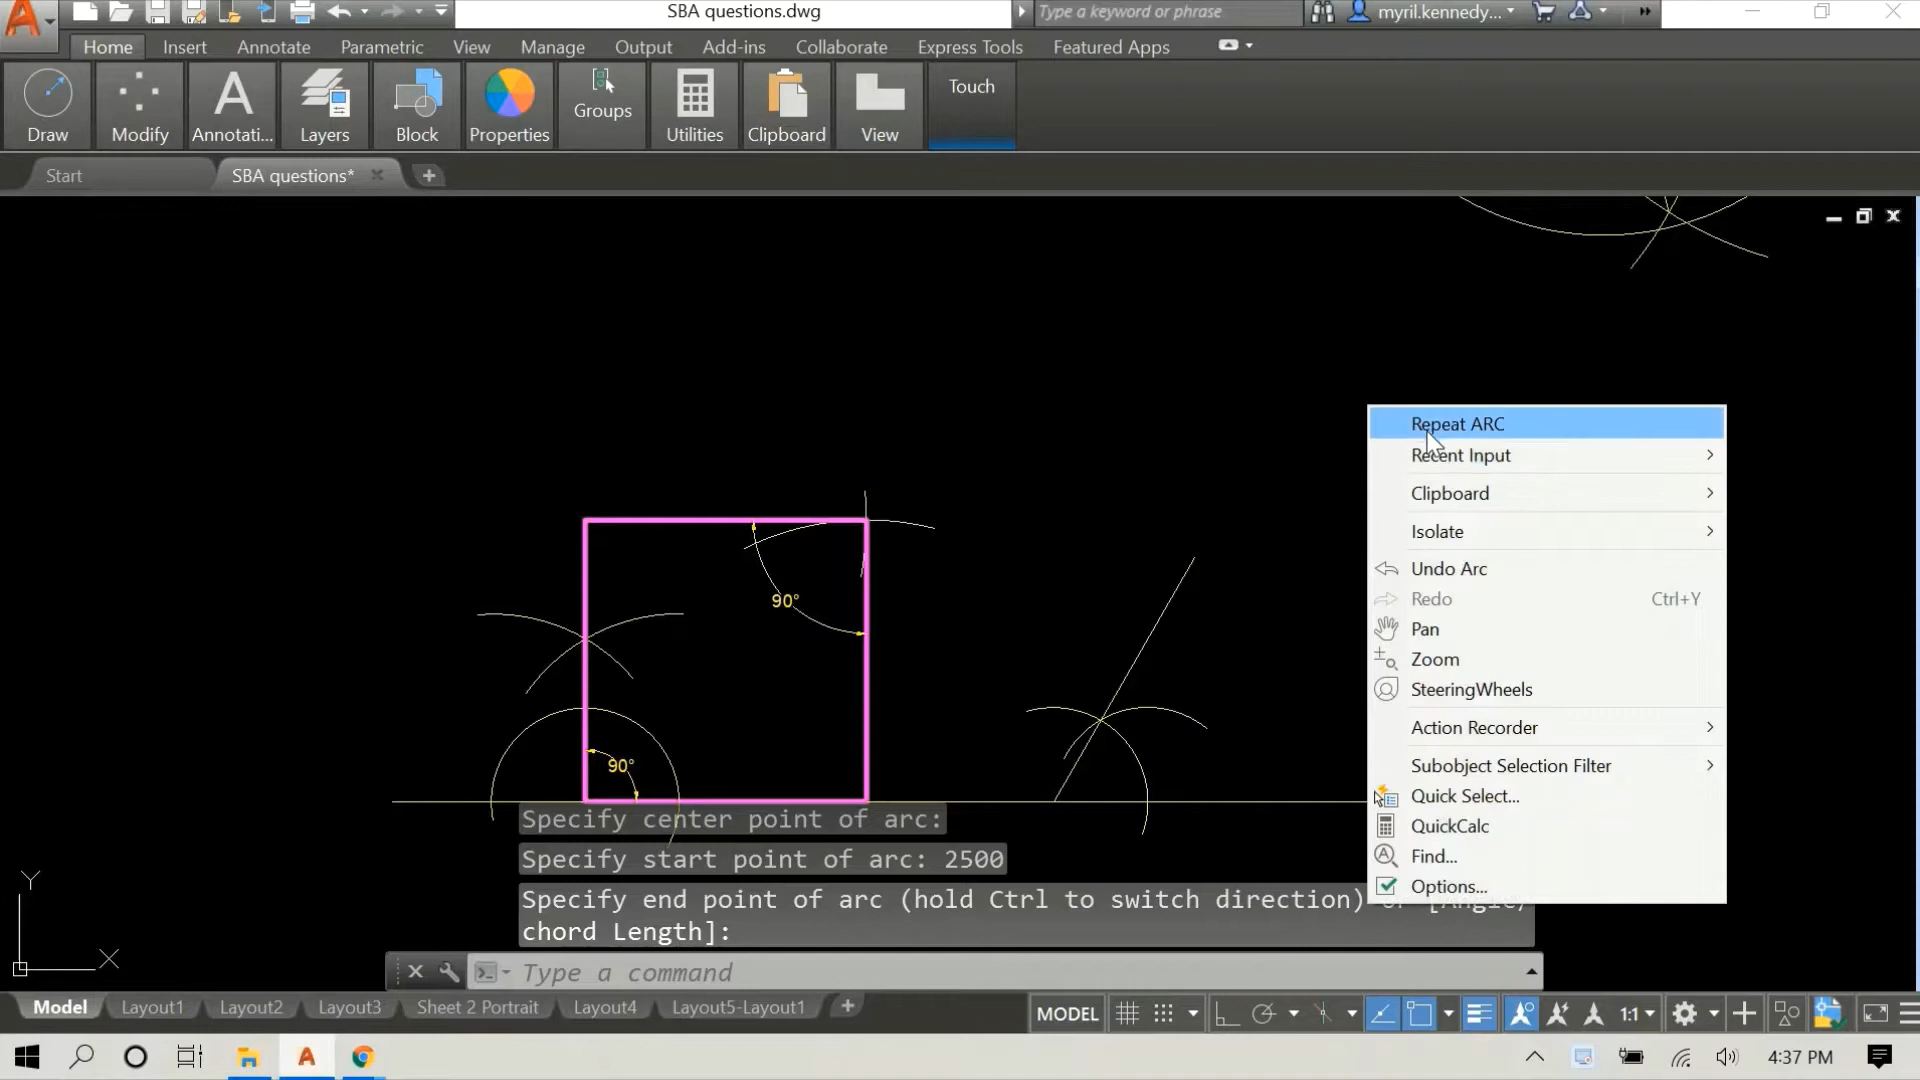 SBA questions.dwg
Type a keyword or phrase
myril.kennedy...
Home Insert Annotate Parametric View Manage Output Add-ins Collaborate Express Tools Featured Apps
Draw Modify Annotati... Layers Block Properties Groups Utilities Clipboard View Touch
Start SBA questions*
Repeat ARC
Recent Input
Clipboard
Isolate
Undo Arc
Redo Ctrl+Y
Pan
Zoom
SteeringWheels
Action Recorder
Subobject Selection Filter
Quick Select...
QuickCalc
Find...
Options...
90°
90°
Y
X
Specify center point of arc:
Specify start point of arc: 2500
Specify end point of arc (hold Ctrl to switch direction) or [Angle/
chord Length]:
Type a command
Model Layout1 Layout2 Layout3 Sheet 2 Portrait Layout4 Layout5-Layout1
MODEL 1:1
4:37 PM